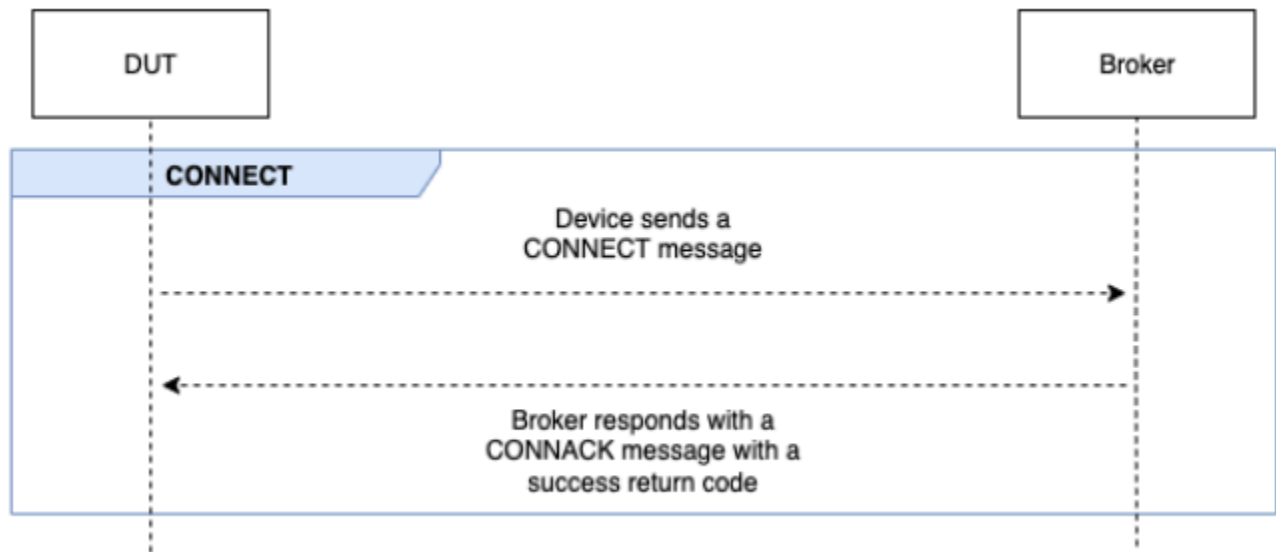 DUT
Broker
CONNECT
Device sends a
CONNECT message
Broker responds with a
CONNACK message with a
success return code